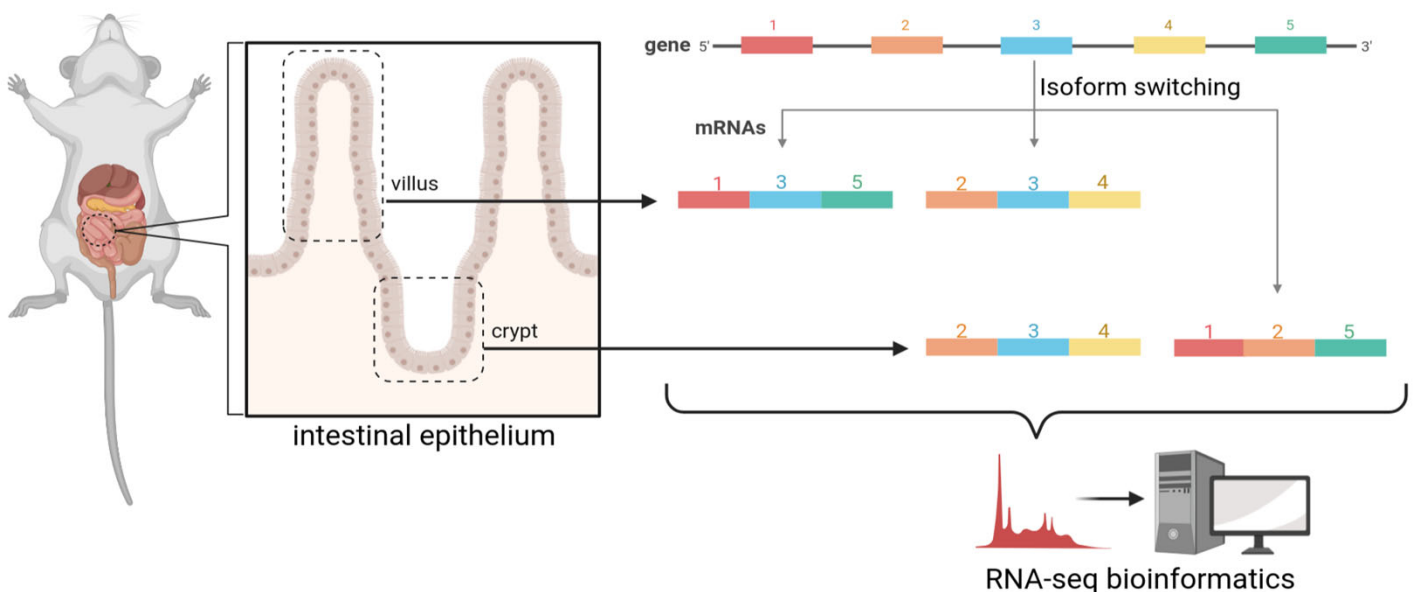 1 2 3 4 5
gene 5' 3'
Isoform switching
mRNAs
villus
1 3 5 2 3 4
crypt
2 3 4 1 2 5
intestinal epithelium
RNA-seq bioinformatics